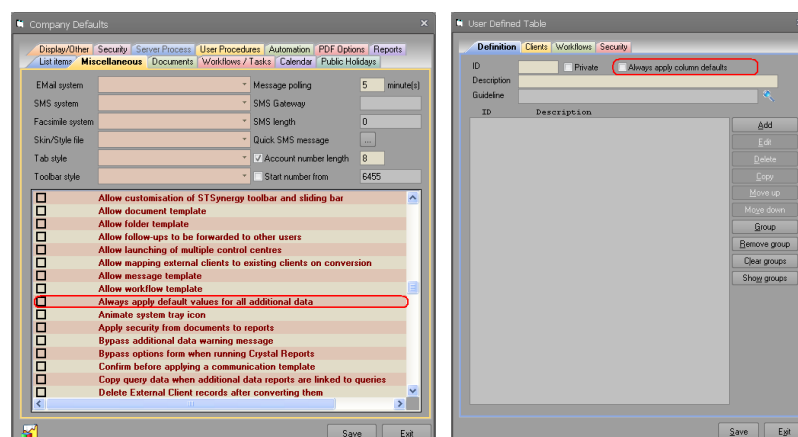 Company Defaults
Display/Other Security Server Process User Procedures Automation PDF Options Reports
List items Miscellaneous Documents Workflows / Tasks Calendar Public Holidays
EMail system Message polling 5 minute(s)
SMS system SMS Gateway
Facsimile system SMS length 0
Skin/Style file Quick SMS message ...
Tab style Account number length 8
Toolbar style Start number from 6455
Allow customisation of STSynergy toolbar and sliding bar
Allow document template
Allow folder template
Allow follow-ups to be forwarded to other users
Allow launching of multiple control centres
Allow mapping external clients to existing clients on conversion
Allow message template
Allow workflow template
Always apply default values for all additional data
Animate system tray icon
Apply security from documents to reports
Bypass additional data warning message
Bypass options form when running Crystal Reports
Confirm before applying a communication template
Copy query data when additional data reports are linked to queries
Delete External Client records after converting them
Save Exit
User Defined Table
Definition Clients Workflows Security
ID Private Always apply column defaults
Description
Guideline
ID Description
Add
Edit
Delete
Copy
Move up
Move down
Group
Remove group
Clear groups
Show groups
Save Exit